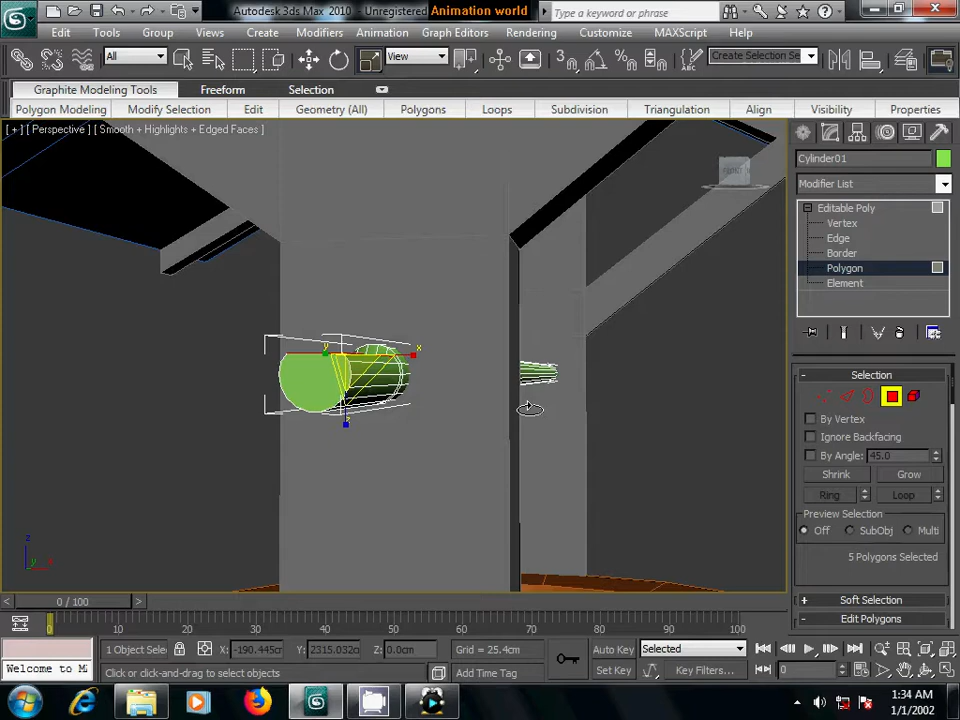 Autodesk 3ds Max 2010 - Unregistered
Animation world
Type a keyword or phrase
Edit Tools Group Views Create Modifiers Animation Graph Editors Rendering Customize MAXScript Help
All
View
Create Selection Se
Graphite Modeling Tools Freeform Selection
Polygon Modeling Modify Selection Edit Geometry (All) Polygons Loops Subdivision Triangulation Align Visibility Properties
[ + ] [ Perspective ] [ Smooth + Highlights + Edged Faces ]
FRONT
Cylinder01
Modifier List
Editable Poly
Vertex
Edge
Border
Polygon
Element
Selection
By Vertex
Ignore Backfacing
By Angle: 45.0
Shrink Grow
Ring Loop
Preview Selection
Off SubObj Multi
5 Polygons Selected
Soft Selection
Edit Polygons
y x
z
z
y x
0 / 100
0 10 20 30 40 50 60 70 80 90 100
1 Object Sele X: -190.445cm Y: 2315.032cm Z: 0.0cm Grid = 25.4cm Auto Key Selected
Welcome to M Click or click-and-drag to select objects Add Time Tag Set Key Key Filters... 0
1:34 AM
1/1/2002